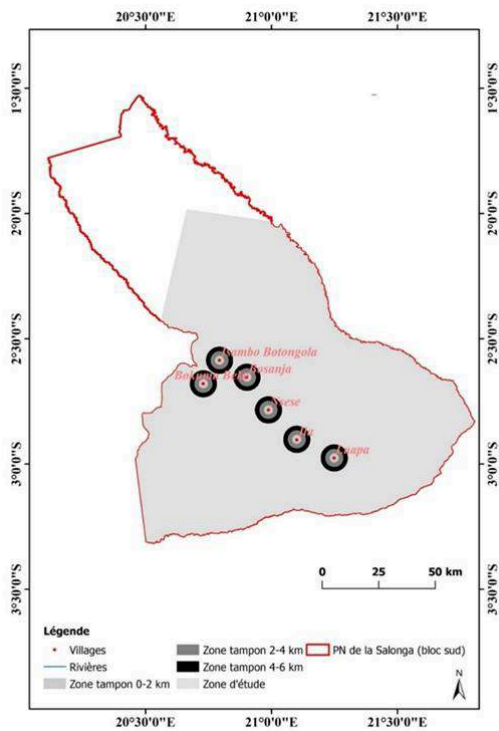 20°30'0"E 21°0'0"E 21°30'0"E
1°30'0"S 1°30'0"S
2°0'0"S 2°0'0"S
2°30'0"S 2°30'0"S
Botongola
Bosanja
3°0'0"S 3°0'0"S
0 25 50 km
3°30'0"S 3°30'0"S
Légende
Villages
Rivières
Zone tampon 0-2 km
Zone tampon 2-4 km
Zone tampon 4-6 km
Zone d'étude
PN de la Salonga (bloc sud)
N
20°30'0"E 21°0'0"E 21°30'0"E